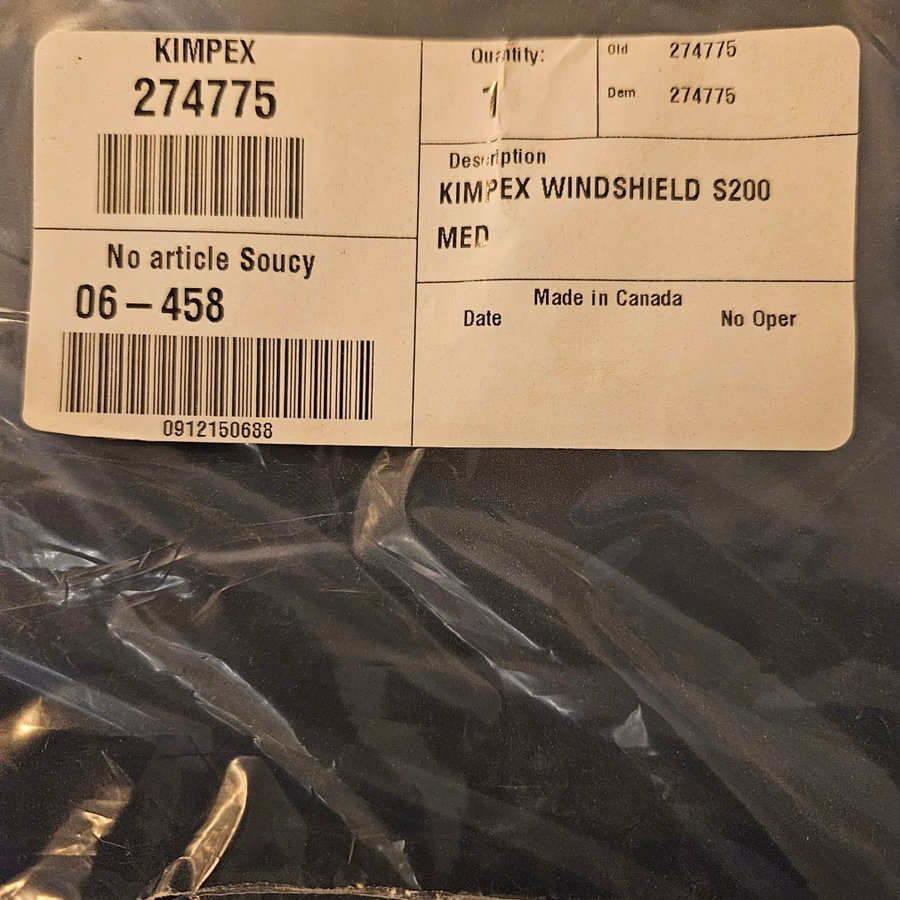 KIMPEX
274775
No article Soucy
06-458
0912150688
Quantity:
1
Old 274775
Dem 274775
Description
KIMPEX WINDSHIELD S200
MED
Made in Canada
Date No Oper